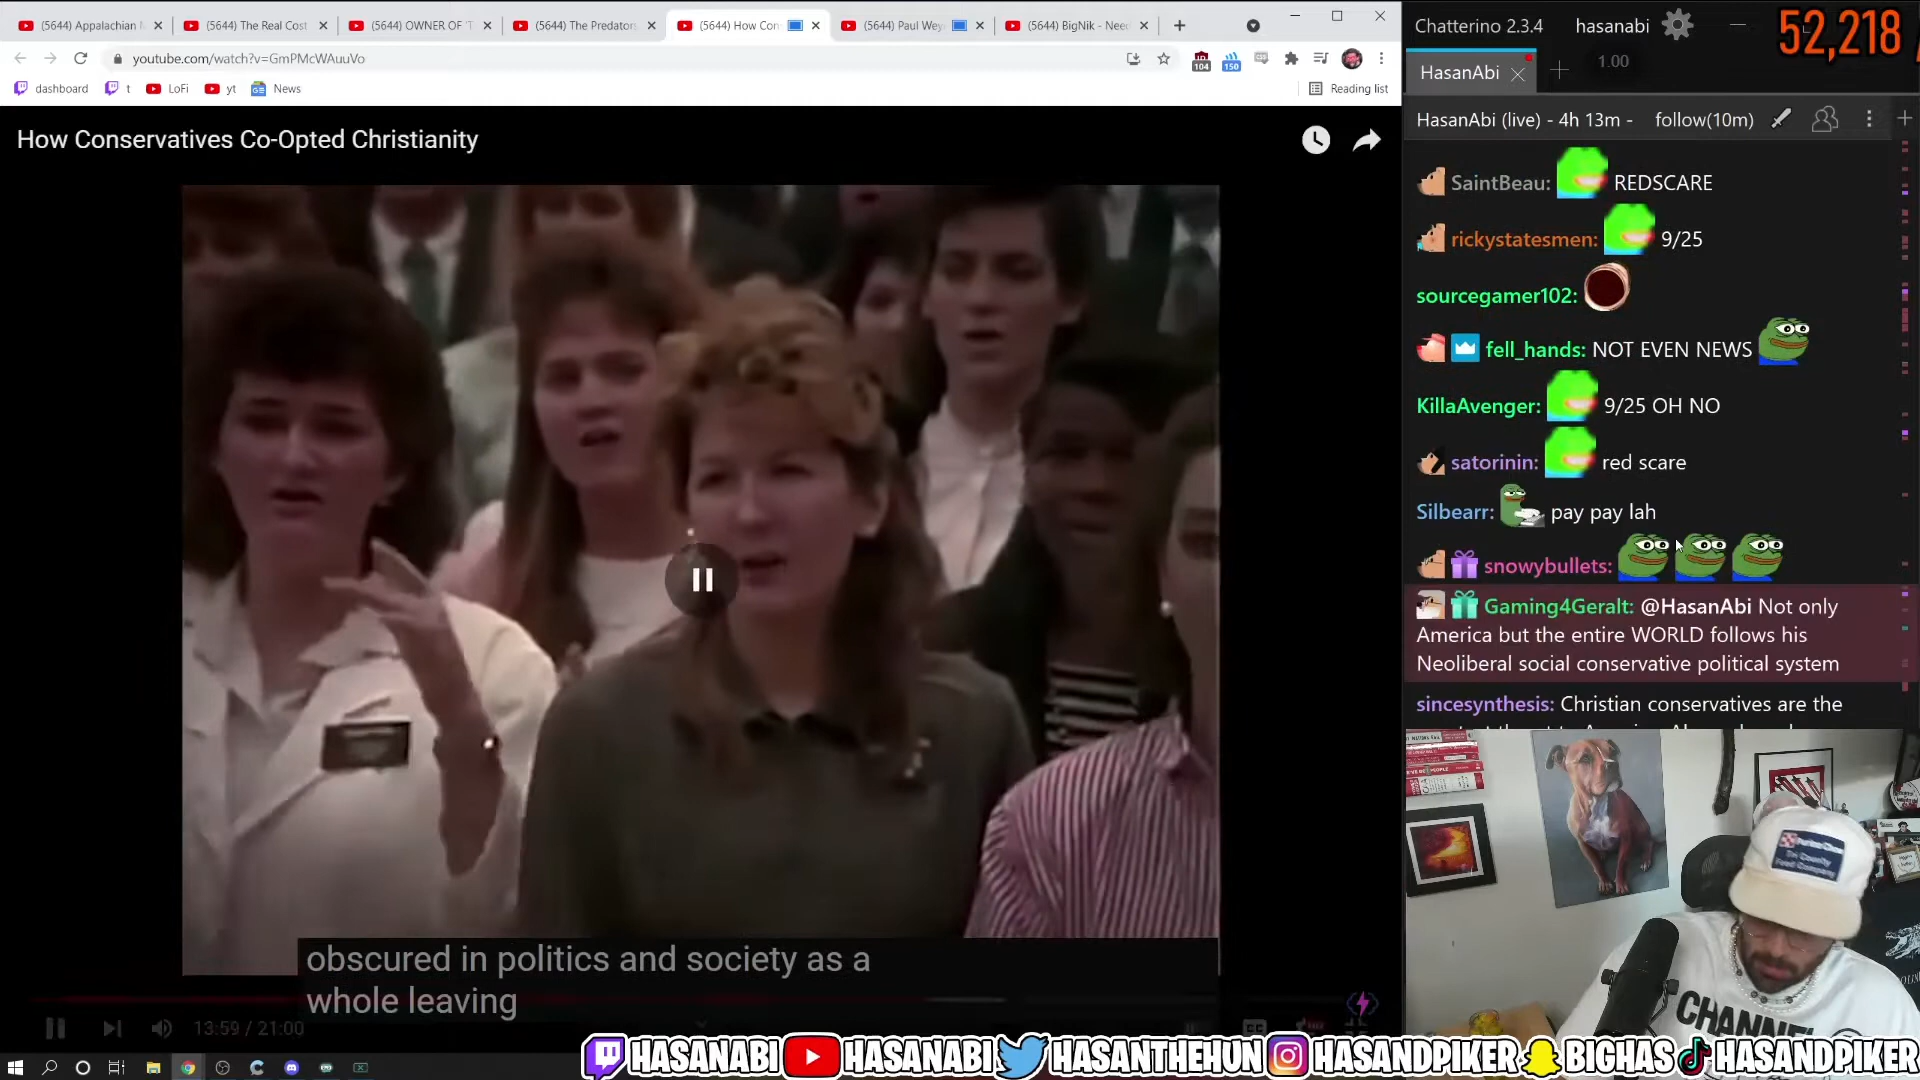 (5644) Appalachian M
(5644) The Real Cost
(5644) OWNER OF 'T
(5644) The Predators
(5644) How Con
(5644) Paul Wey
(5644) BigNik - Nee
youtube.com/watch?v=GmPMcWAuuVo
104
150
dashboard
t
LoFi
yt
News
Reading list
How Conservatives Co-Opted Christianity
obscured in politics and society as a
whole leaving
13:59 / 21:00
Chatterino 2.3.4
hasanabi
52,218
HasanAbi
1.00
HasanAbi (live) - 4h 13m -
follow(10m)
SaintBeau: REDSCARE
rickystatesmen: 9/25
sourcegamer102:
fell_hands: NOT EVEN NEWS
KillaAvenger: 9/25 OH NO
satorinin: red scare
Silbearr: pay pay lah
snowybullets:
Gaming4Geralt: @HasanAbi Not only
America but the entire WORLD follows his
Neoliberal social conservative political system
sincesynthesis: Christian conservatives are the
CHANNEL
HASANABI HASANABI HASANTHEHUN HASANDPIKER BIGHAS HASANDPIKER